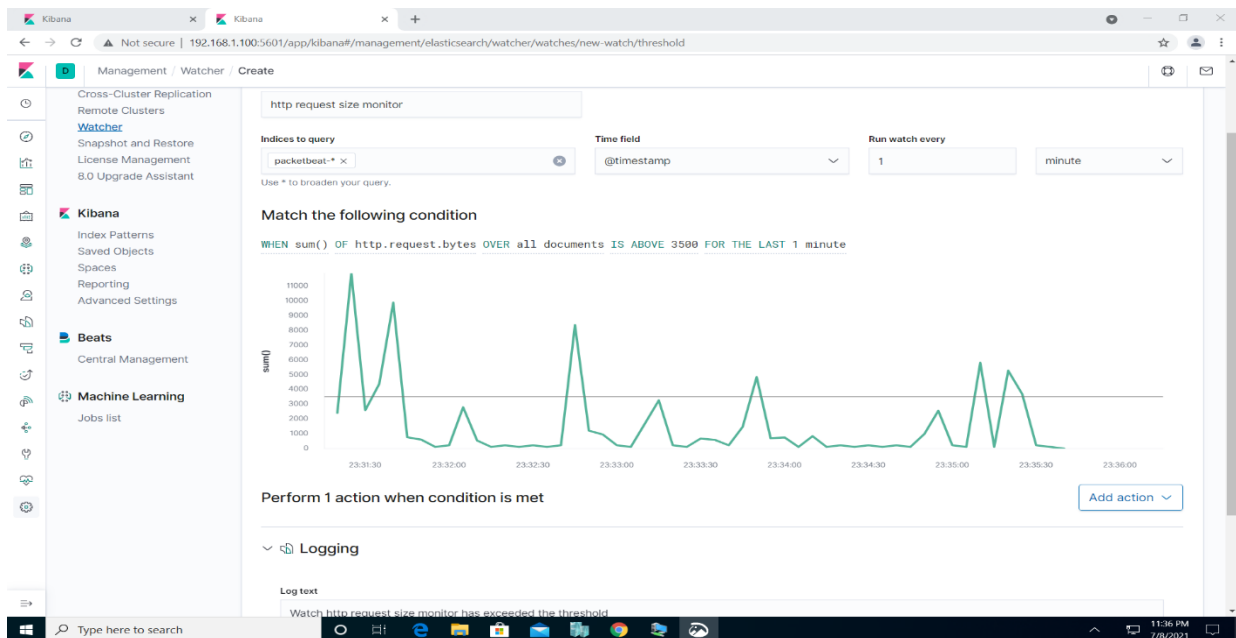 Kibana
Kibana
Not secure | 192.168.1.100:5601/app/kibana#/management/elasticsearch/watcher/watches/new-watch/threshold
D
Management / Watcher / Create
Cross-Cluster Replication
Remote Clusters
Watcher
Snapshot and Restore
License Management
8.0 Upgrade Assistant
Kibana
Index Patterns
Saved Objects
Spaces
Reporting
Advanced Settings
Beats
Central Management
Machine Learning
Jobs list
http request size monitor
Indices to query
Time field
Run watch every
packetbeat-* ×
@timestamp
1
minute
Use * to broaden your query.
Match the following condition
WHEN sum() OF http.request.bytes OVER all documents IS ABOVE 3500 FOR THE LAST 1 minute
sum()
11000
10000
9000
8000
7000
6000
5000
4000
3000
2000
1000
0
23:31:30
23:32:00
23:32:30
23:33:00
23:33:30
23:34:00
23:34:30
23:35:00
23:35:30
23:36:00
Perform 1 action when condition is met
Add action
Logging
Log text
Watch http request size monitor has exceeded the threshold
Type here to search
11:36 PM
7/8/2021